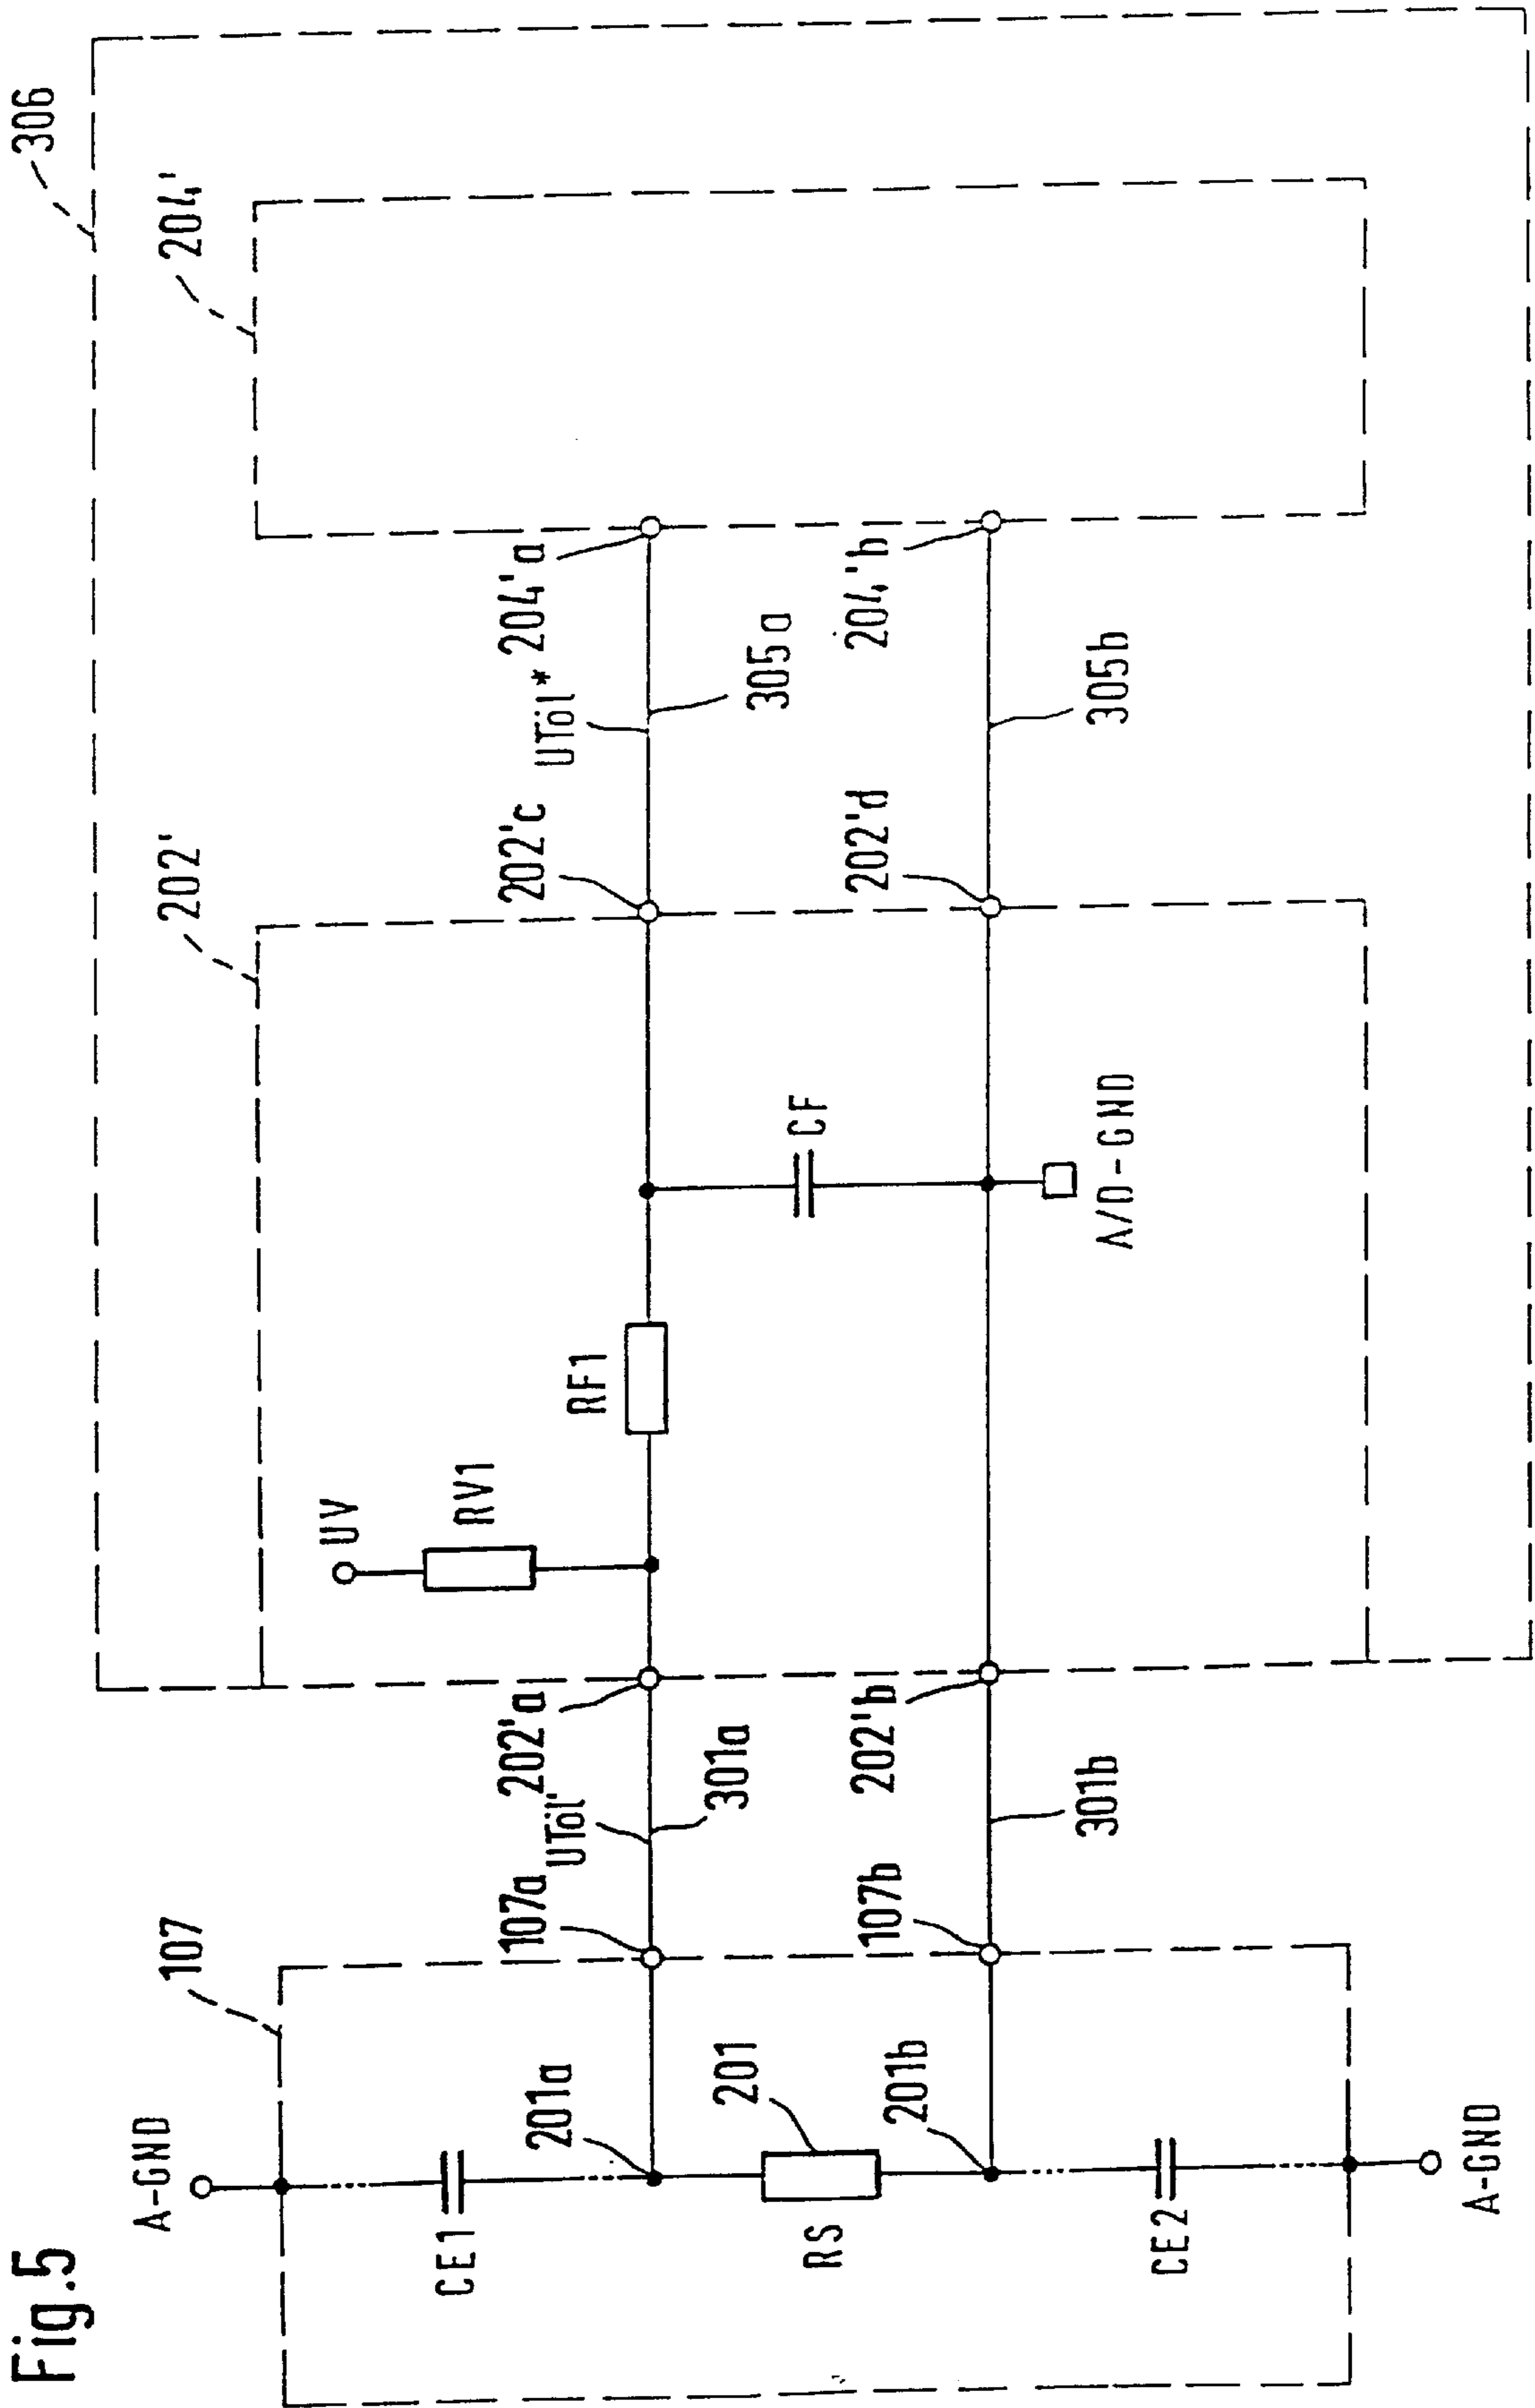 Fig.5
A-GND
107
CE1
201a
201
RS
201b
CE2
A-GND
107a
UTöl'
301a
202'a
107b
301b
202'b
202'
UV
RV1
RF1
CF
A/D-GND
202'c
UTöl*
305a
204'a
202'd
305b
204'b
204'
306